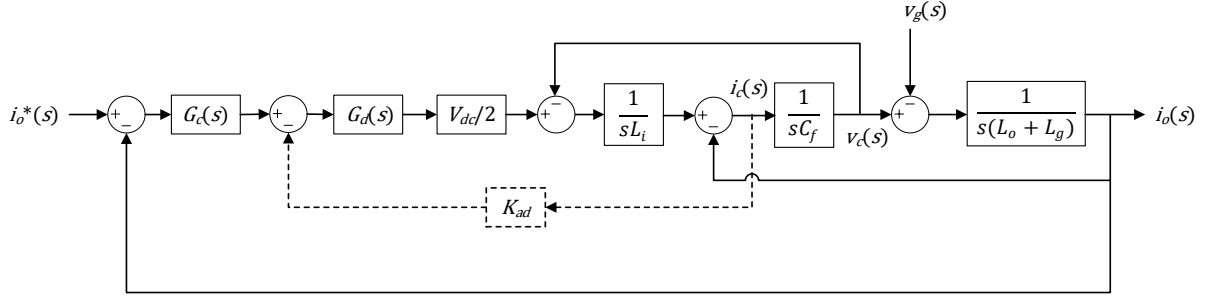 v_g(s)
i_o*(s)
+
−
G_c(s)
+
−
G_d(s)
V_dc/2
+
−
1
sL_i
+
−
i_c(s)
1
sC_f
v_c(s)
+
−
1
s(L_o + L_g)
i_o(s)
K_ad